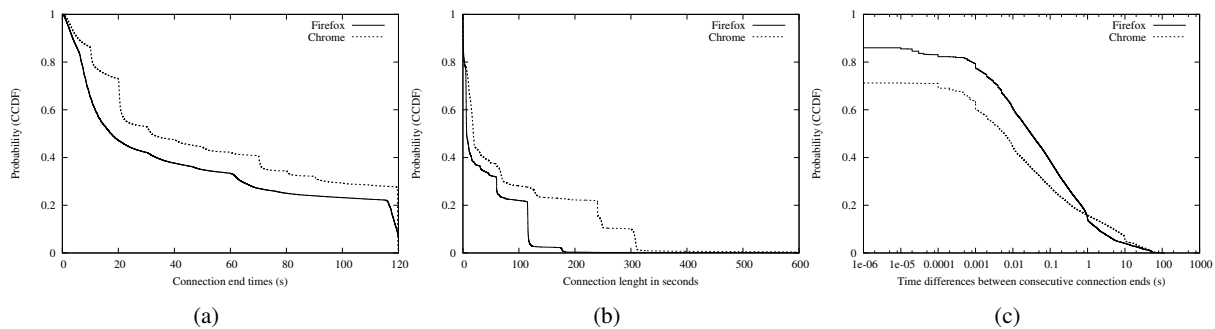 Probability (CCDF)
1
0.8
0.6
0.4
0.2
0
0 20 40 60 80 100 120
Connection end times (s)
Firefox
Chrome
(a)
Probability (CCDF)
1
0.8
0.6
0.4
0.2
0
0 100 200 300 400 500 600
Connection lenght in seconds
Firefox
Chrome
(b)
Probability (CCDF)
1
0.8
0.6
0.4
0.2
0
1e-06 1e-05 0.0001 0.001 0.01 0.1 1 10 100 1000
Time differences between consecutive connection ends (s)
Firefox
Chrome
(c)